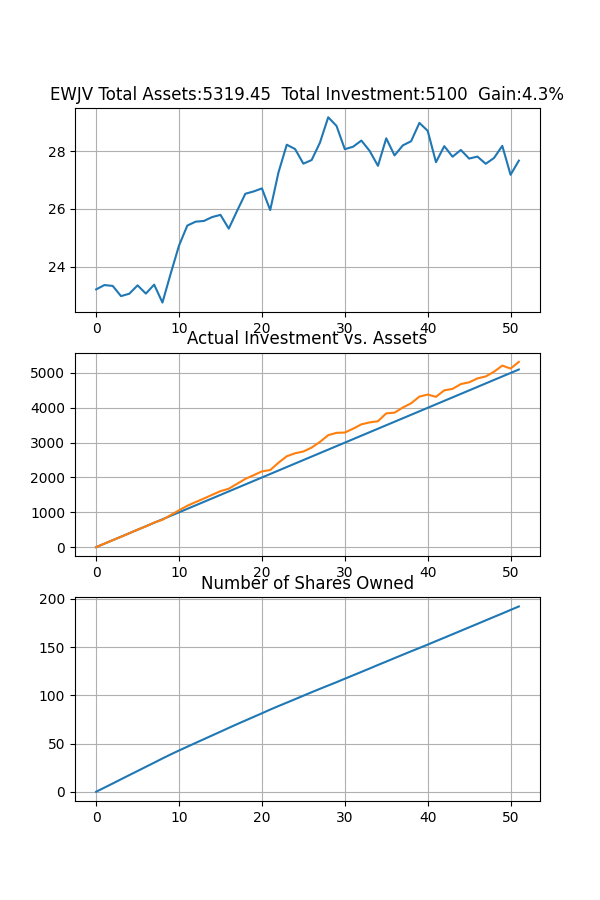 EWJV Total Assets:5319.45  Total Investment:5100  Gain:4.3%
28
26
24
0 10 20 30 40 50
Actual Investment vs. Assets
5000
4000
3000
2000
1000
0
0 10 20 30 40 50
Number of Shares Owned
200
150
100
50
0
0 10 20 30 40 50